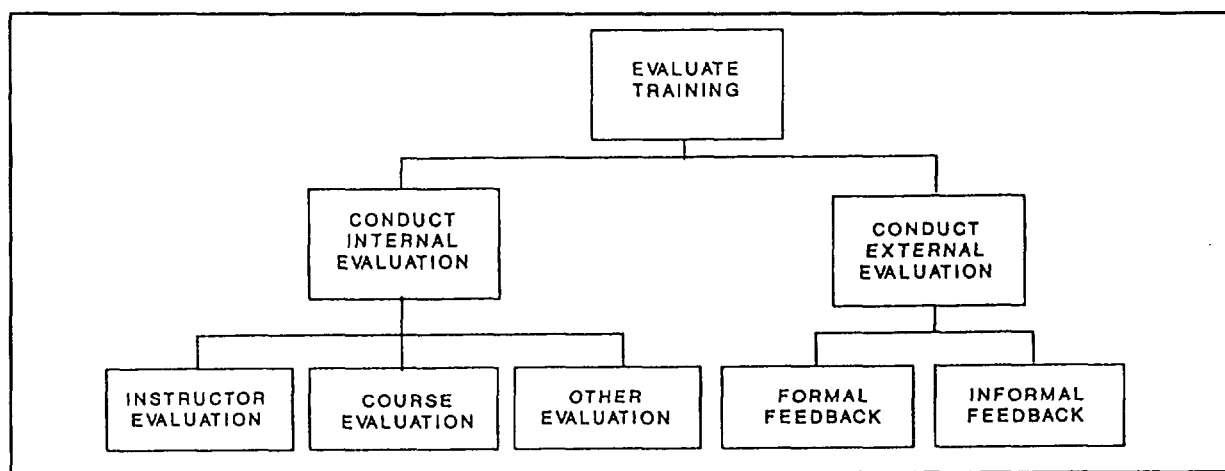 EVALUATE
TRAINING
CONDUCT
INTERNAL
EVALUATION
CONDUCT
EXTERNAL
EVALUATION
INSTRUCTOR
EVALUATION
COURSE
EVALUATION
OTHER
EVALUATION
FORMAL
FEEDBACK
INFORMAL
FEEDBACK